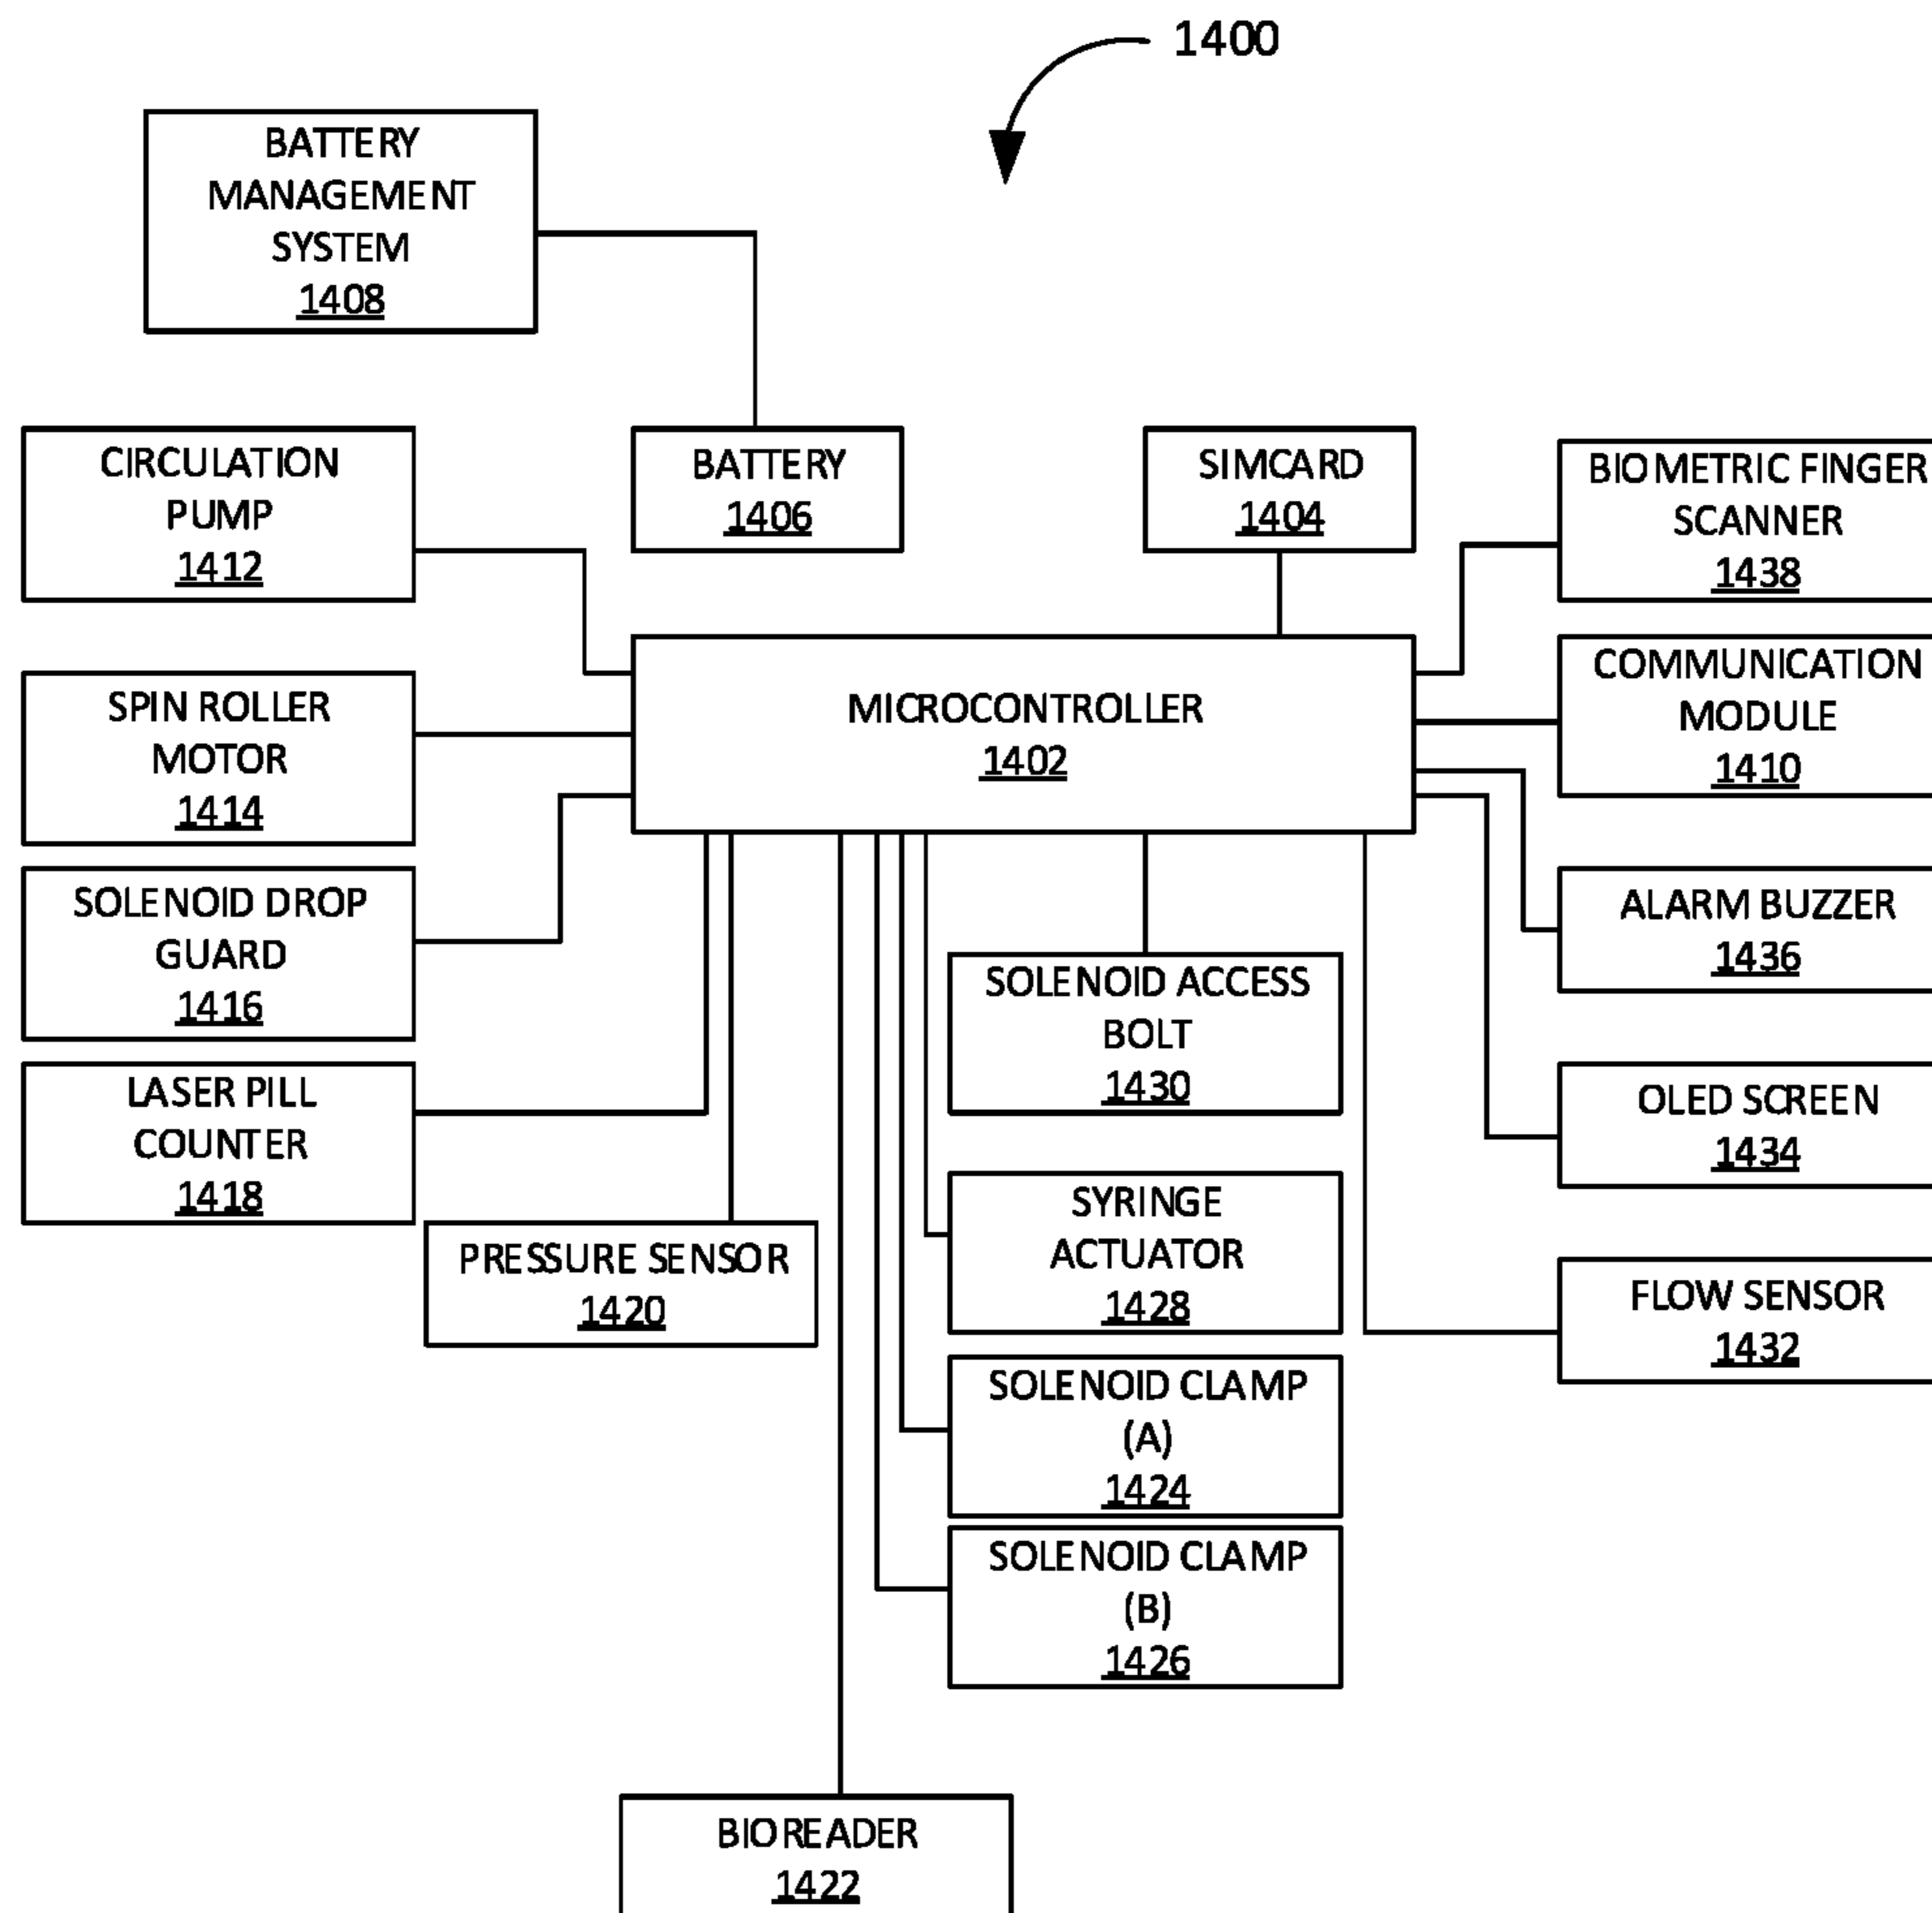 1400
BATTERY
MANAGEMENT
SYSTEM
1408
CIRCULATION
PUMP
1412
BATTERY
1406
SIMCARD
1404
BIOMETRIC FINGER
SCANNER
1438
SPIN ROLLER
MOTOR
1414
MICROCONTROLLER
1402
COMMUNICATION
MODULE
1410
SOLENOID DROP
GUARD
1416
ALARM BUZZER
1436
SOLENOID ACCESS
BOLT
1430
LASER PILL
COUNTER
1418
OLED SCREEN
1434
PRESSURE SENSOR
1420
SYRINGE
ACTUATOR
1428
FLOW SENSOR
1432
SOLENOID CLAMP
(A)
1424
SOLENOID CLAMP
(B)
1426
BIOREADER
1422